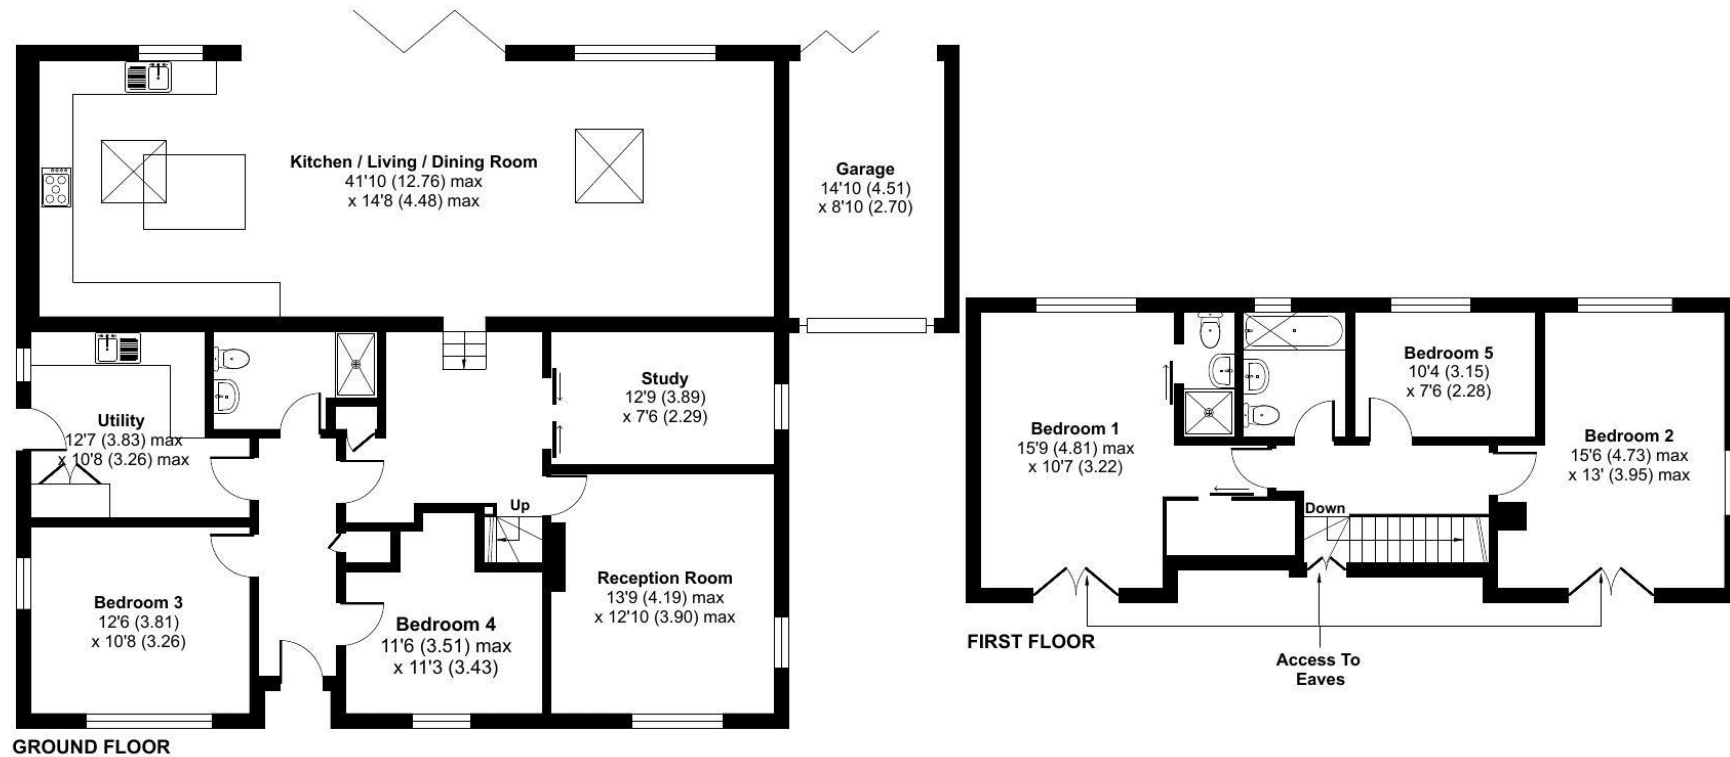 Kitchen / Living / Dining Room
41'10 (12.76) max
x 14'8 (4.48) max
Garage
14'10 (4.51)
x 8'10 (2.70)
Study
12'9 (3.89)
x 7'6 (2.29)
Utility
12'7 (3.83) max
x 10'8 (3.26) max
Up
Reception Room
13'9 (4.19) max
x 12'10 (3.90) max
Bedroom 3
12'6 (3.81)
x 10'8 (3.26)
Bedroom 4
11'6 (3.51) max
x 11'3 (3.43)
GROUND FLOOR
Bedroom 5
10'4 (3.15)
x 7'6 (2.28)
Bedroom 1
15'9 (4.81) max
x 10'7 (3.22)
Bedroom 2
15'6 (4.73) max
x 13' (3.95) max
Down
FIRST FLOOR
Access To
Eaves